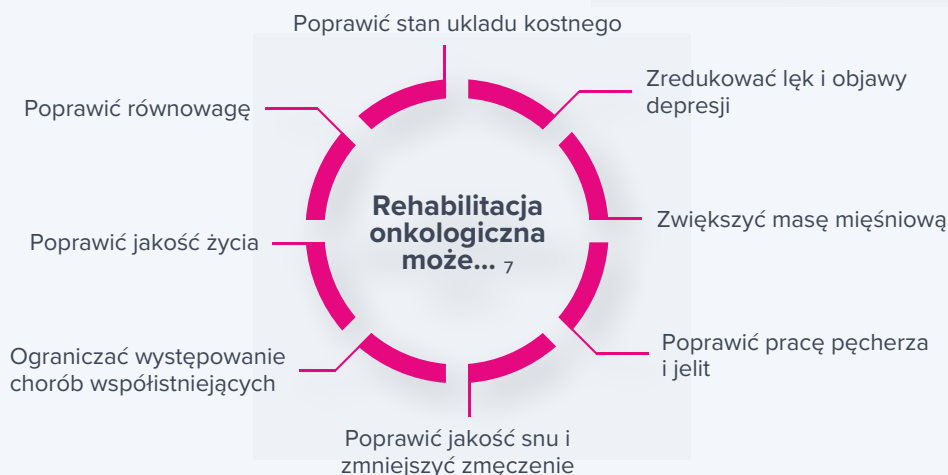 Poprawić stan ukladu kostnego
Zredukować lęk i objawy
depresji
Poprawić równowagę
Rehabilitacja
onkologiczna
może... 7
Zwiększyć masę mięśniową
Poprawić jakość życia
Poprawić pracę pęcherza
i jelit
Ograniczać występowanie
chorób współistniejących
Poprawić jakość snu i
zmniejszyć zmęczenie